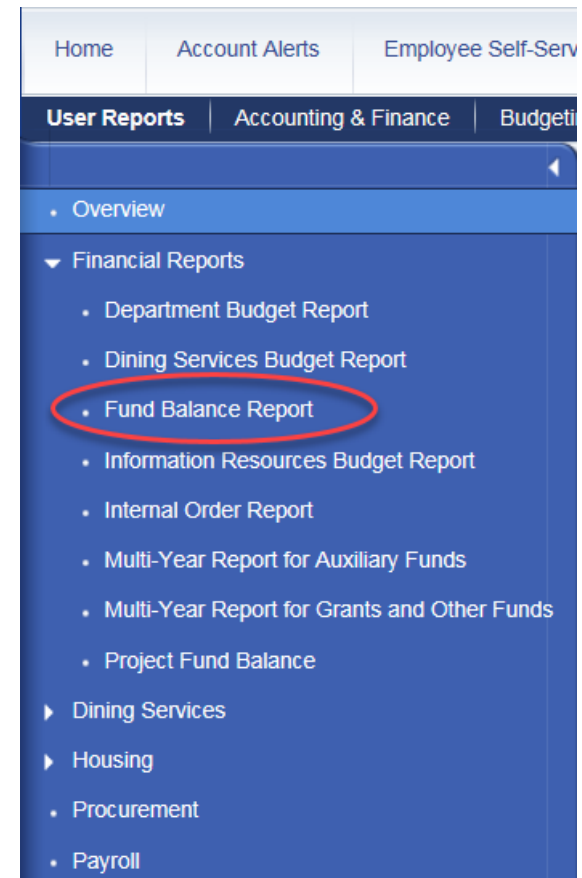 Home Account Alerts Employee Self-Serv
User Reports Accounting & Finance Budgeti
Overview
Financial Reports
Department Budget Report
Dining Services Budget Report
Fund Balance Report
Information Resources Budget Report
Internal Order Report
Multi-Year Report for Auxiliary Funds
Multi-Year Report for Grants and Other Funds
Project Fund Balance
Dining Services
Housing
Procurement
Payroll